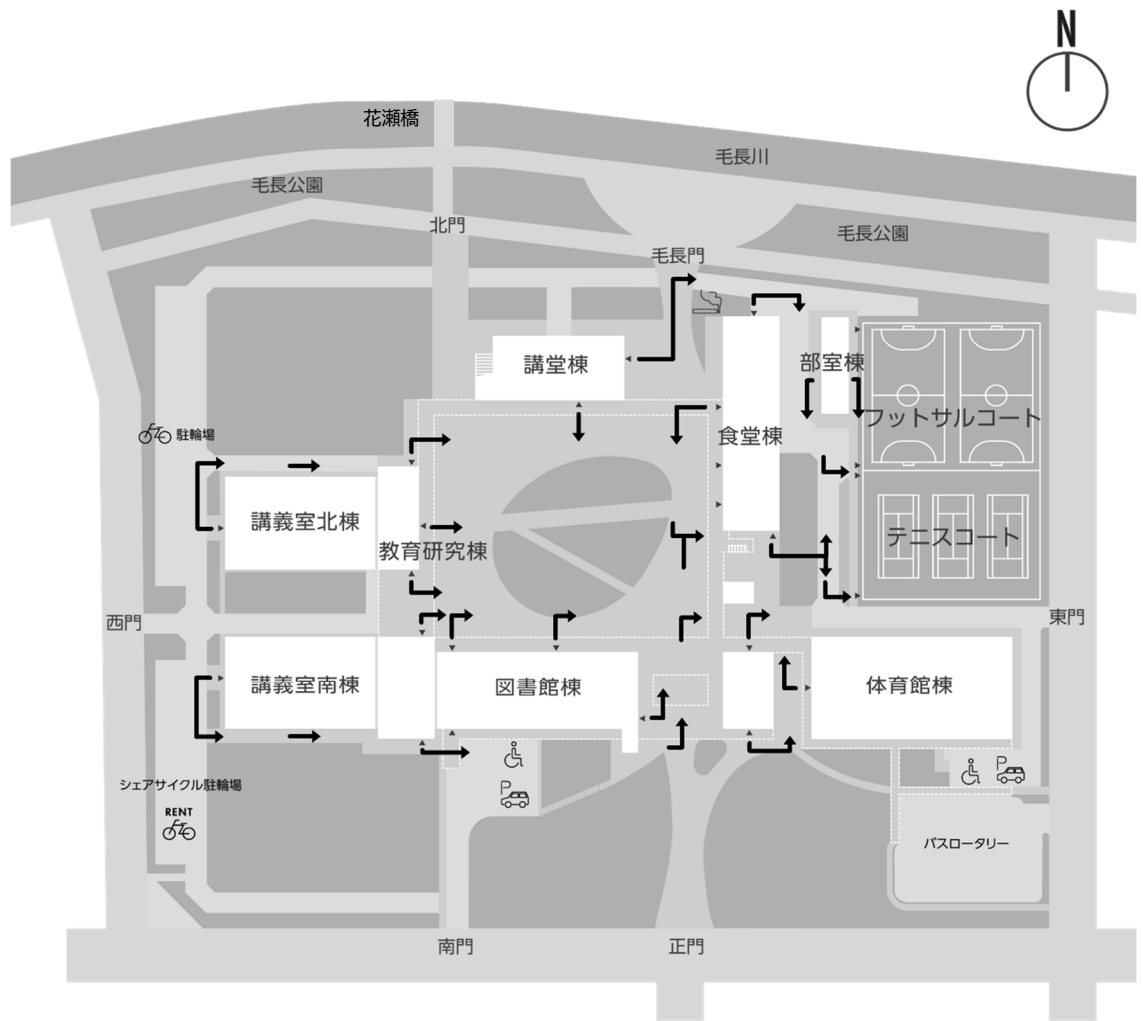 N
花瀬橋
毛長川
毛長公園
北門
毛長公園
毛長門
講堂棟
部室棟
フットサルコート
食堂棟
駐輪場
講義室北棟
教育研究棟
テニスコート
西門
東門
講義室南棟
図書館棟
体育館棟
シェアサイクル駐輪場
RENT
P
P
バスロータリー
南門
正門